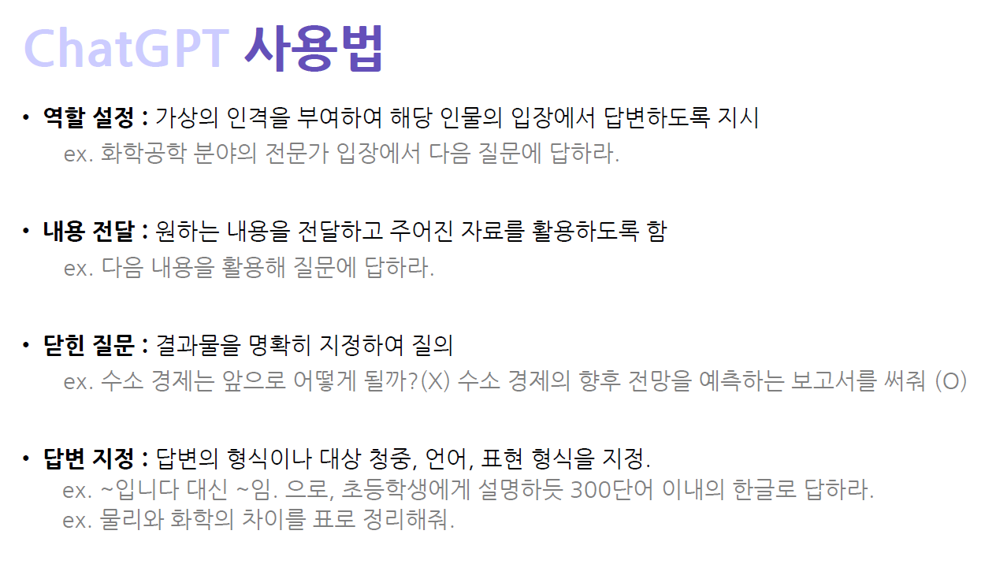 ChatGPT 사용법
• 역할 설정 : 가상의 인격을 부여하여 해당 인물의 입장에서 답변하도록 지시
ex. 화학공학 분야의 전문가 입장에서 다음 질문에 답하라.
• 내용 전달 : 원하는 내용을 전달하고 주어진 자료를 활용하도록 함
ex. 다음 내용을 활용해 질문에 답하라.
• 닫힌 질문 : 결과물을 명확히 지정하여 질의
ex. 수소 경제는 앞으로 어떻게 될까?(X) 수소 경제의 향후 전망을 예측하는 보고서를 써줘 (O)
• 답변 지정 : 답변의 형식이나 대상 청중, 언어, 표현 형식을 지정.
ex. ~입니다 대신 ~임. 으로, 초등학생에게 설명하듯 300단어 이내의 한글로 답하라.
ex. 물리와 화학의 차이를 표로 정리해줘.